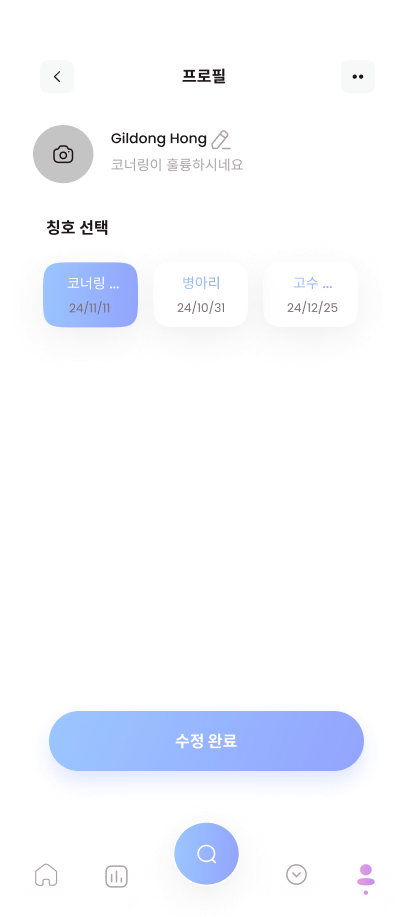 프로필
Gildong Hong
코너링이 훌륭하시네요
칭호 선택
코너링 ...
24/11/11
병아리
24/10/31
고수 ...
24/12/25
수정 완료